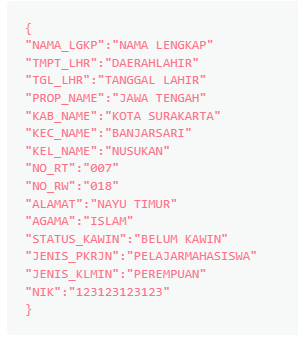 {
"NAMA_LGKP":"NAMA LENGKAP"
"TMPT_LHR":"DAERAHLAHIR"
"TGL_LHR":"TANGGAL LAHIR"
"PROP_NAME":"JAWA TENGAH"
"KAB_NAME":"KOTA SURAKARTA"
"KEC_NAME":"BANJARSARI"
"KEL_NAME":"NUSUKAN"
"NO_RT":"007"
"NO_RW":"018"
"ALAMAT":"NAYU TIMUR"
"AGAMA":"ISLAM"
"STATUS_KAWIN":"BELUM KAWIN"
"JENIS_PKRJN":"PELAJARMAHASISWA"
"JENIS_KLMIN":"PEREMPUAN"
"NIK":"123123123123"
}